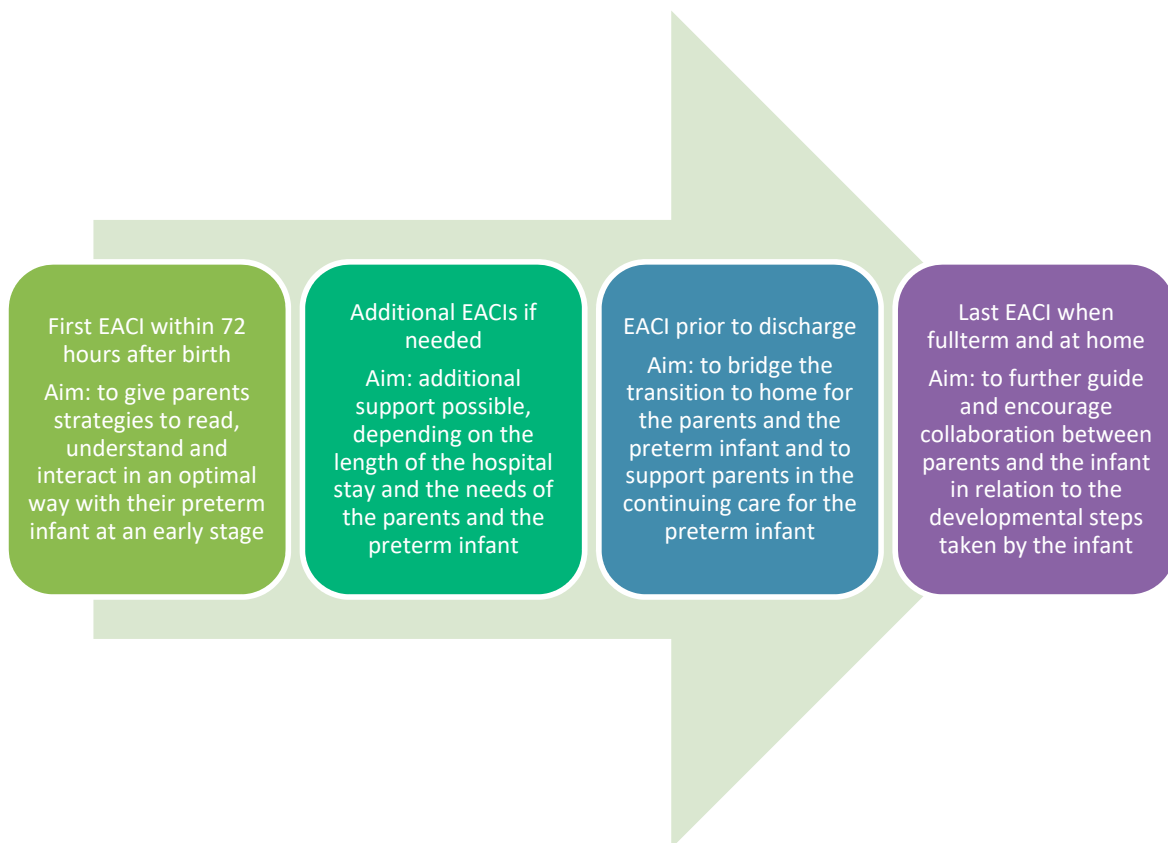 First EACI within 72
hours after birth
Aim: to give parents
strategies to read,
understand and
interact in an optimal
way with their preterm
infant at an early stage
Additional EACIs if
needed
Aim: additional
support possible,
depending on the
length of the hospital
stay and the needs of
the parents and the
preterm infant
EACI prior to discharge
Aim: to bridge the
transition to home for
the parents and the
preterm infant and to
support parents in the
continuing care for the
preterm infant
Last EACI when
fullterm and at home
Aim: to further guide
and encourage
collaboration between
parents and the infant
in relation to the
developmental steps
taken by the infant